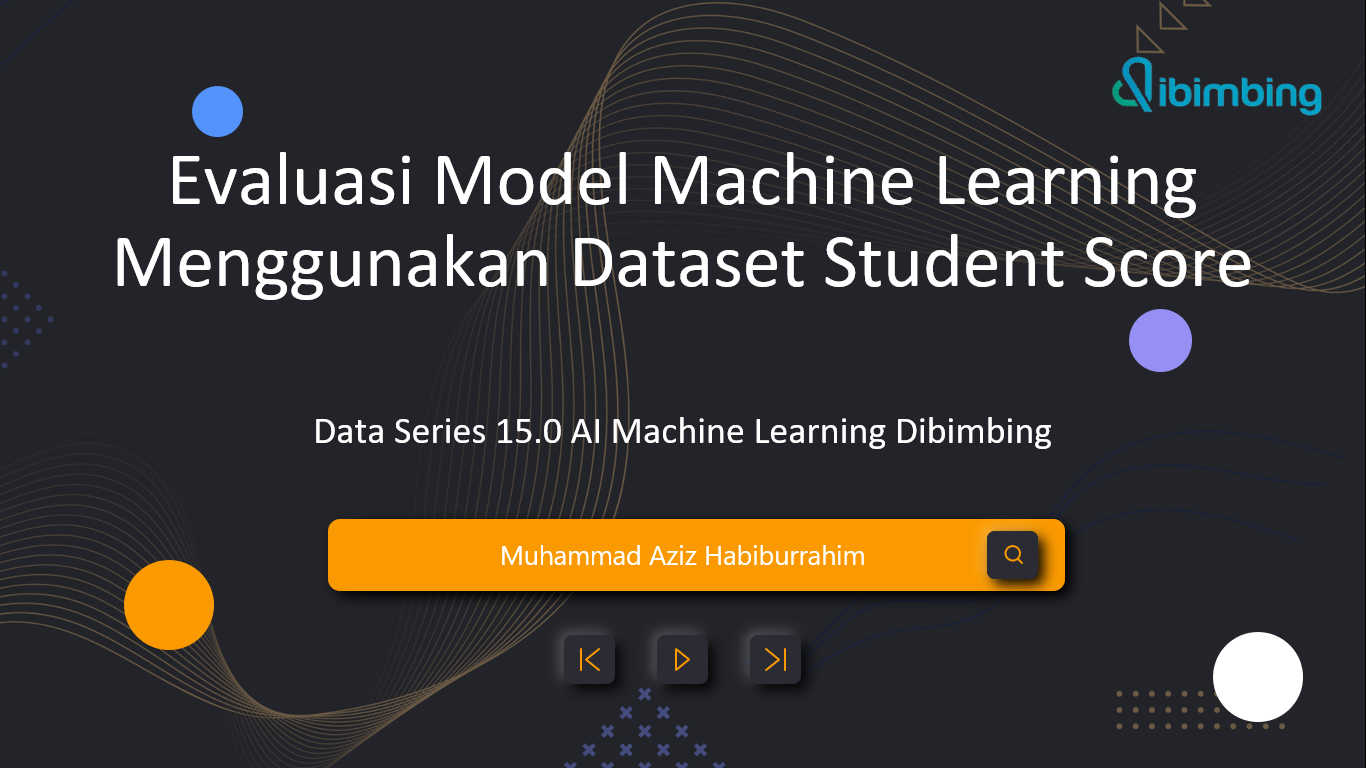 dibimbing
Evaluasi Model Machine Learning
Menggunakan Dataset Student Score
Data Series 15.0 AI Machine Learning Dibimbing
Muhammad Aziz Habiburrahim